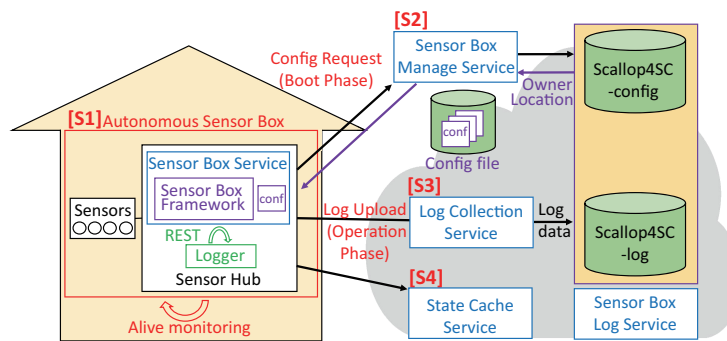 [S1]Autonomous Sensor Box
Sensors
Sensor Box Service
Sensor Box
Framework
conf
REST
Logger
Sensor Hub
Alive monitoring
Config Request
(Boot Phase)
[S2]
Sensor Box
Manage Service
Owner
Location
conf
Config file
Log Upload
(Operation
Phase)
[S3]
Log Collection
Service
Log
data
[S4]
State Cache
Service
Scallop4SC
-config
Scallop4SC
-log
Sensor Box
Log Service